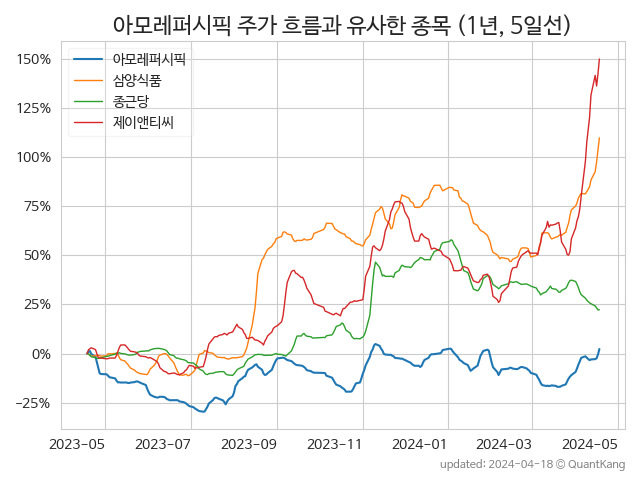 아모레퍼시픽 주가 흐름과 유사한 종목 (1년, 5일선)
아모레퍼시픽
삼양식품
종근당
제이앤티씨
150%
125%
100%
75%
50%
25%
0%
−25%
2023-05 2023-07 2023-09 2023-11 2024-01 2024-03 2024-05
updated: 2024-04-18 © QuantKang